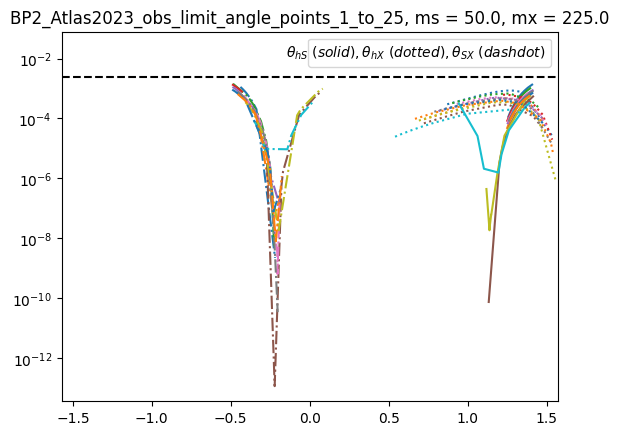 BP2_Atlas2023_obs_limit_angle_points_1_to_25, ms = 50.0, mx = 225.0
θhS (solid), θhX (dotted), θSX (dashdot)
10⁻²
10⁻⁴
10⁻⁶
10⁻⁸
10⁻¹⁰
10⁻¹²
−1.5 −1.0 −0.5 0.0 0.5 1.0 1.5